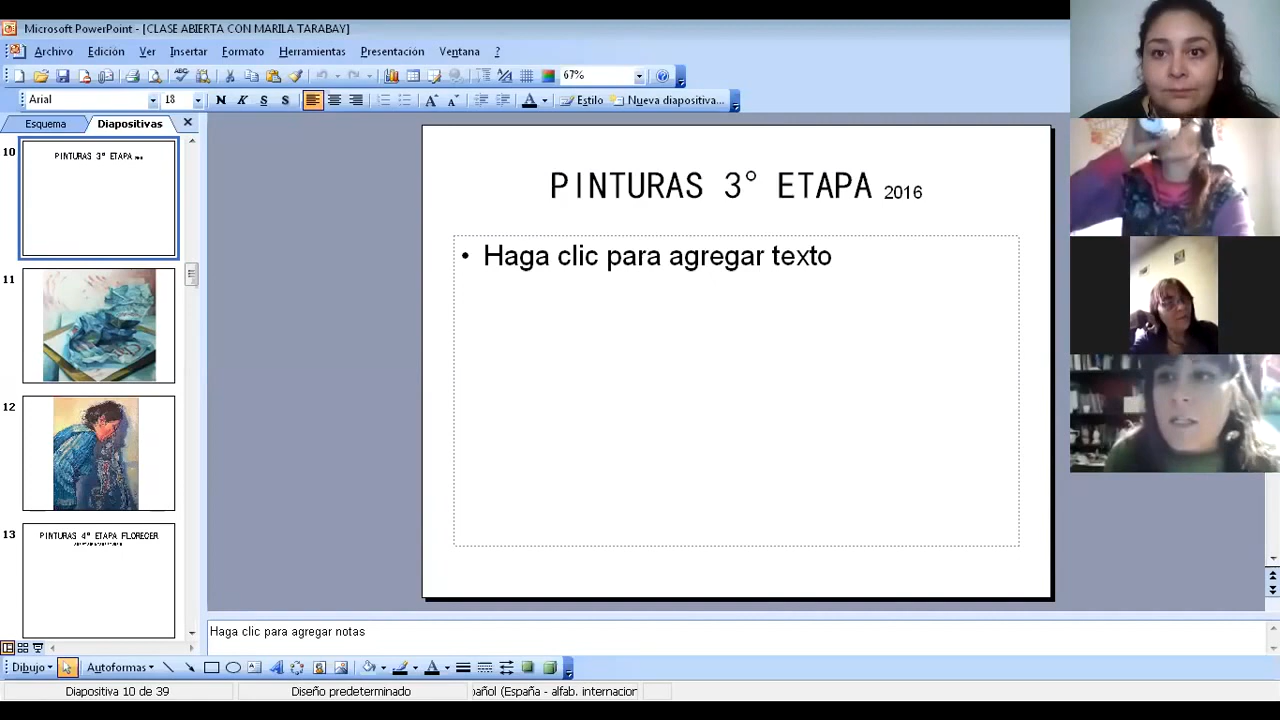 Microsoft PowerPoint - [CLASE ABIERTA CON MARILA TARABAY]
Archivo Edición Ver Insertar Formato Herramientas Presentación Ventana ?
67%
Arial 18 N K S S Estilo Nueva diapositiva...
Esquema Diapositivas
10
PINTURAS 3° ETAPA
11
12
13
PINTURAS 4° ETAPA FLORECER
PINTURAS 3° ETAPA 2016
• Haga clic para agregar texto
Haga clic para agregar notas
Dibujo Autoformas
Diapositiva 10 de 39 Diseño predeterminado añol (España - alfab. internacior